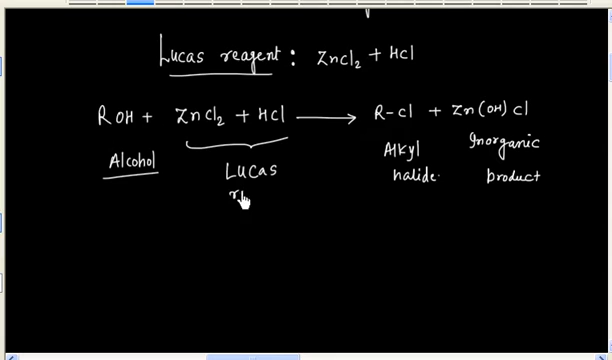 Lucas reagent : ZnCl₂ + HCl
ROH + ZnCl₂ + HCl ⟶ R-Cl + Zn(OH)Cl
Alcohol
Lucas
Alkyl halide
Inorganic product